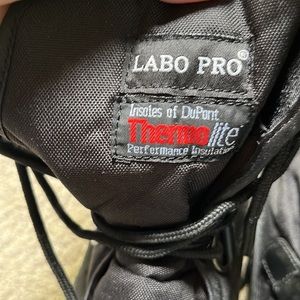 LABO PRO®
Insoles of DuPont
Thermolite
Performance Insulation